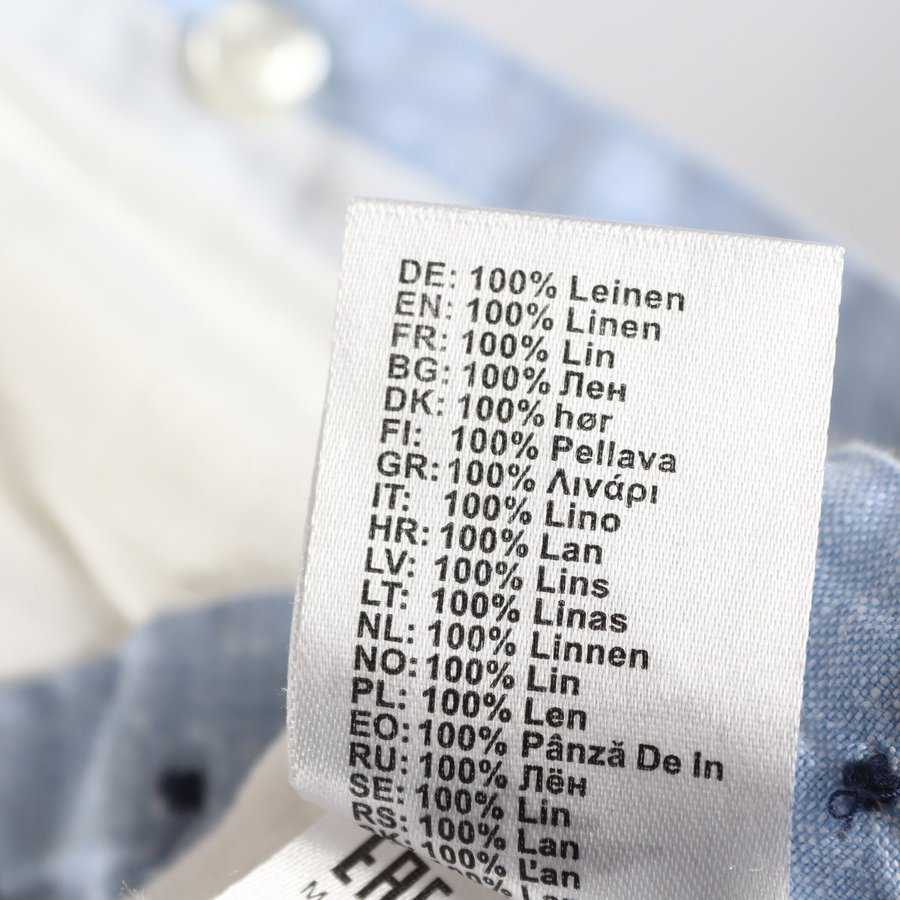 DE: 100% Leinen
EN: 100% Linen
FR: 100% Lin
BG: 100% Лен
DK: 100% hør
FI: 100% Pellava
GR: 100% Λινάρι
IT: 100% Lino
HR: 100% Lan
LV: 100% Lins
LT: 100% Linas
NL: 100% Linnen
NO: 100% Lin
PL: 100% Len
EO: 100% Pânză De In
RU: 100% Лён
SE: 100% Lin
RS: 100% Lan
100% Ľan
EAC